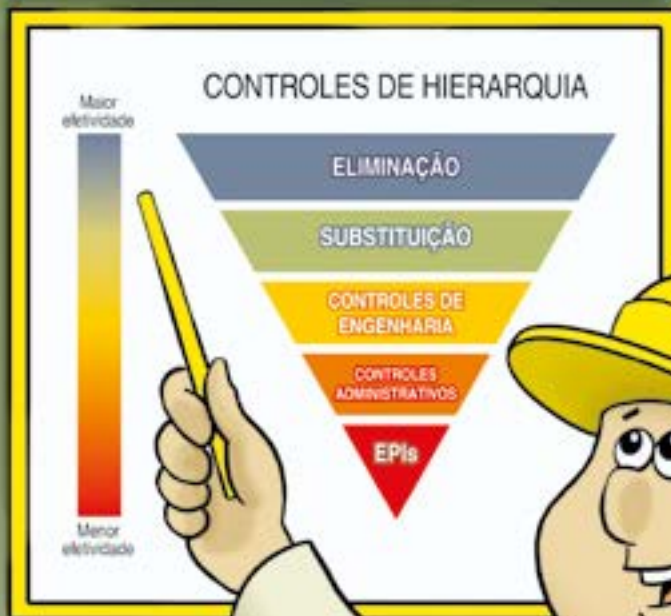 CONTROLES DE HIERARQUIA
Maior
efetividade
ELIMINAÇÃO
SUBSTITUIÇÃO
CONTROLES DE
ENGENHARIA
CONTROLES
ADMINISTRATIVOS
EPIs
Menor
efetividade